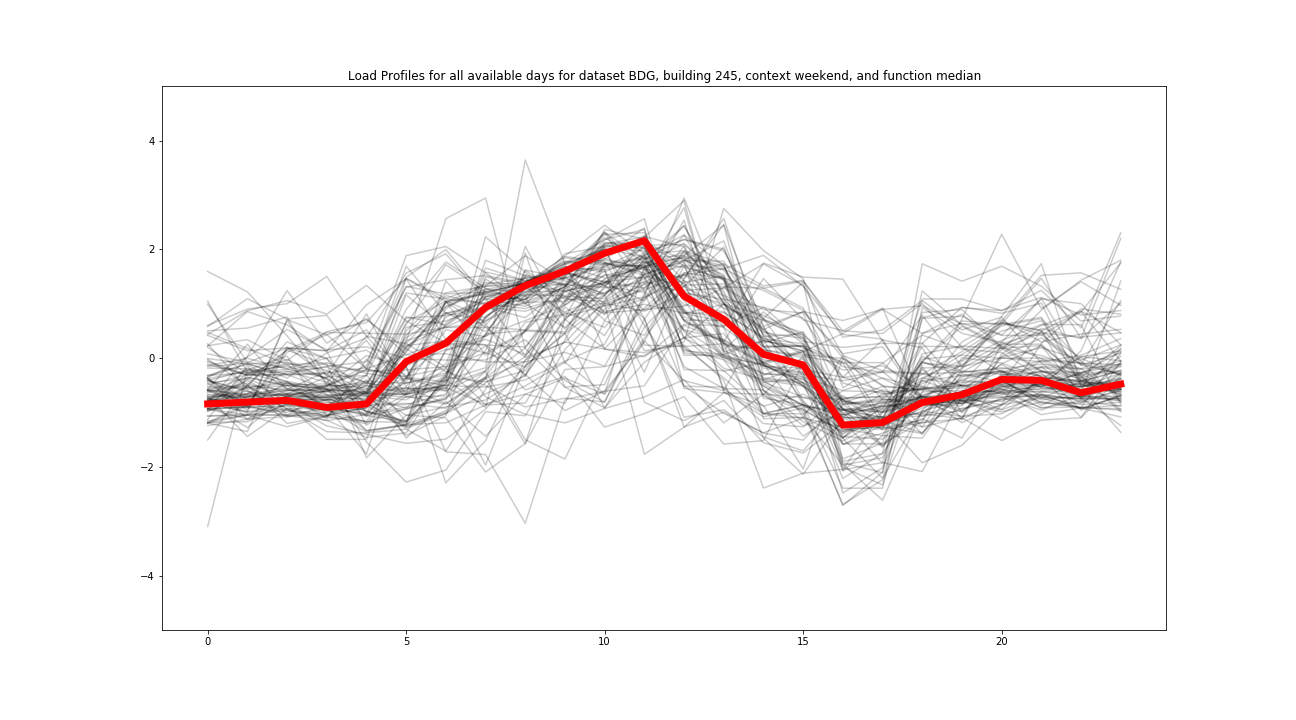 Load Profiles for all available days for dataset BDG, building 245, context weekend, and function median
4
2
0
−2
−4
0 5 10 15 20